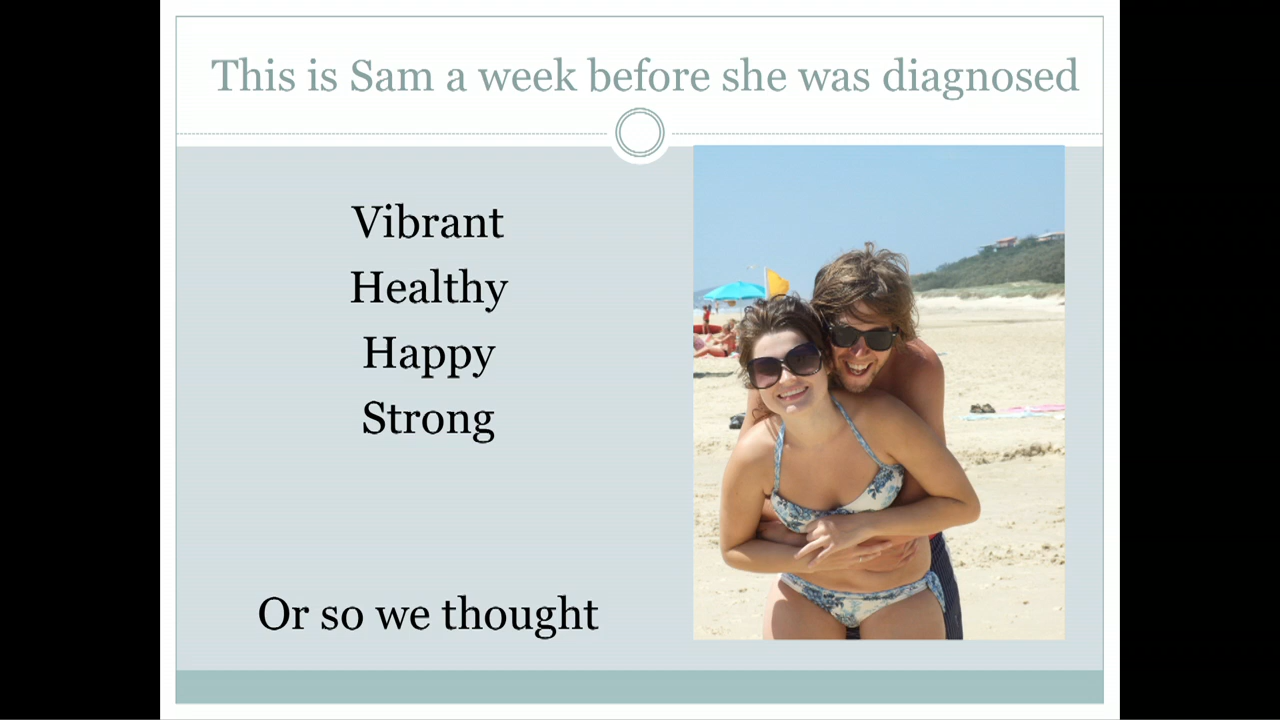 This is Sam a week before she was diagnosed
Vibrant
Healthy
Happy
Strong
Or so we thought